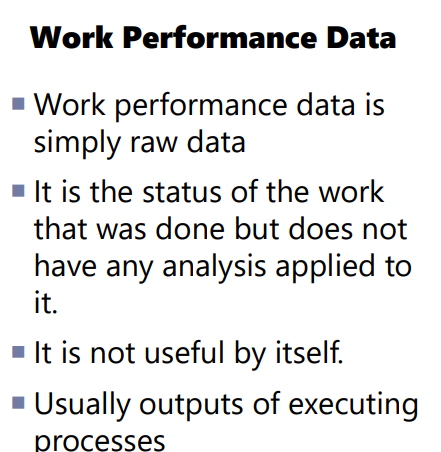 Work Performance Data
Work performance data is
simply raw data
It is the status of the work
that was done but does not
have any analysis applied to
it.
It is not useful by itself.
Usually outputs of executing
processes